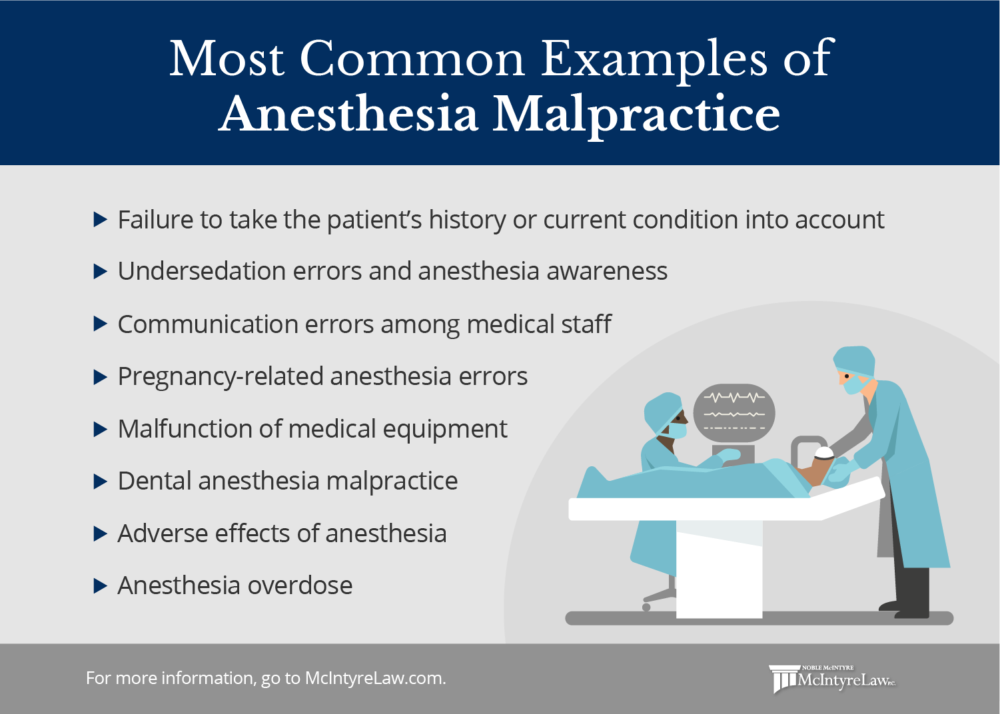 Most Common Examples of
Anesthesia Malpractice
Failure to take the patient’s history or current condition into account
Undersedation errors and anesthesia awareness
Communication errors among medical staff
Pregnancy-related anesthesia errors
Malfunction of medical equipment
Dental anesthesia malpractice
Adverse effects of anesthesia
Anesthesia overdose
For more information, go to McIntyreLaw.com.
NOBLE McINTYRE
McIntyreLaw P.C.